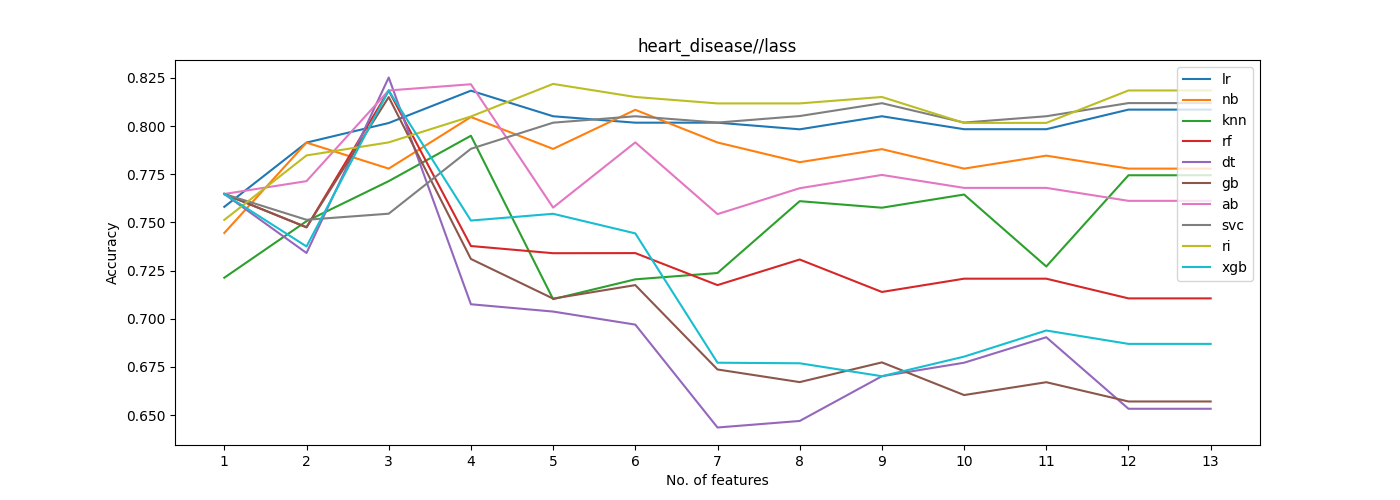 heart_disease//lass
Accuracy
0.825
0.800
0.775
0.750
0.725
0.700
0.675
0.650
lr
nb
knn
rf
dt
gb
ab
svc
ri
xgb
1 2 3 4 5 6 7 8 9 10 11 12 13
No. of features